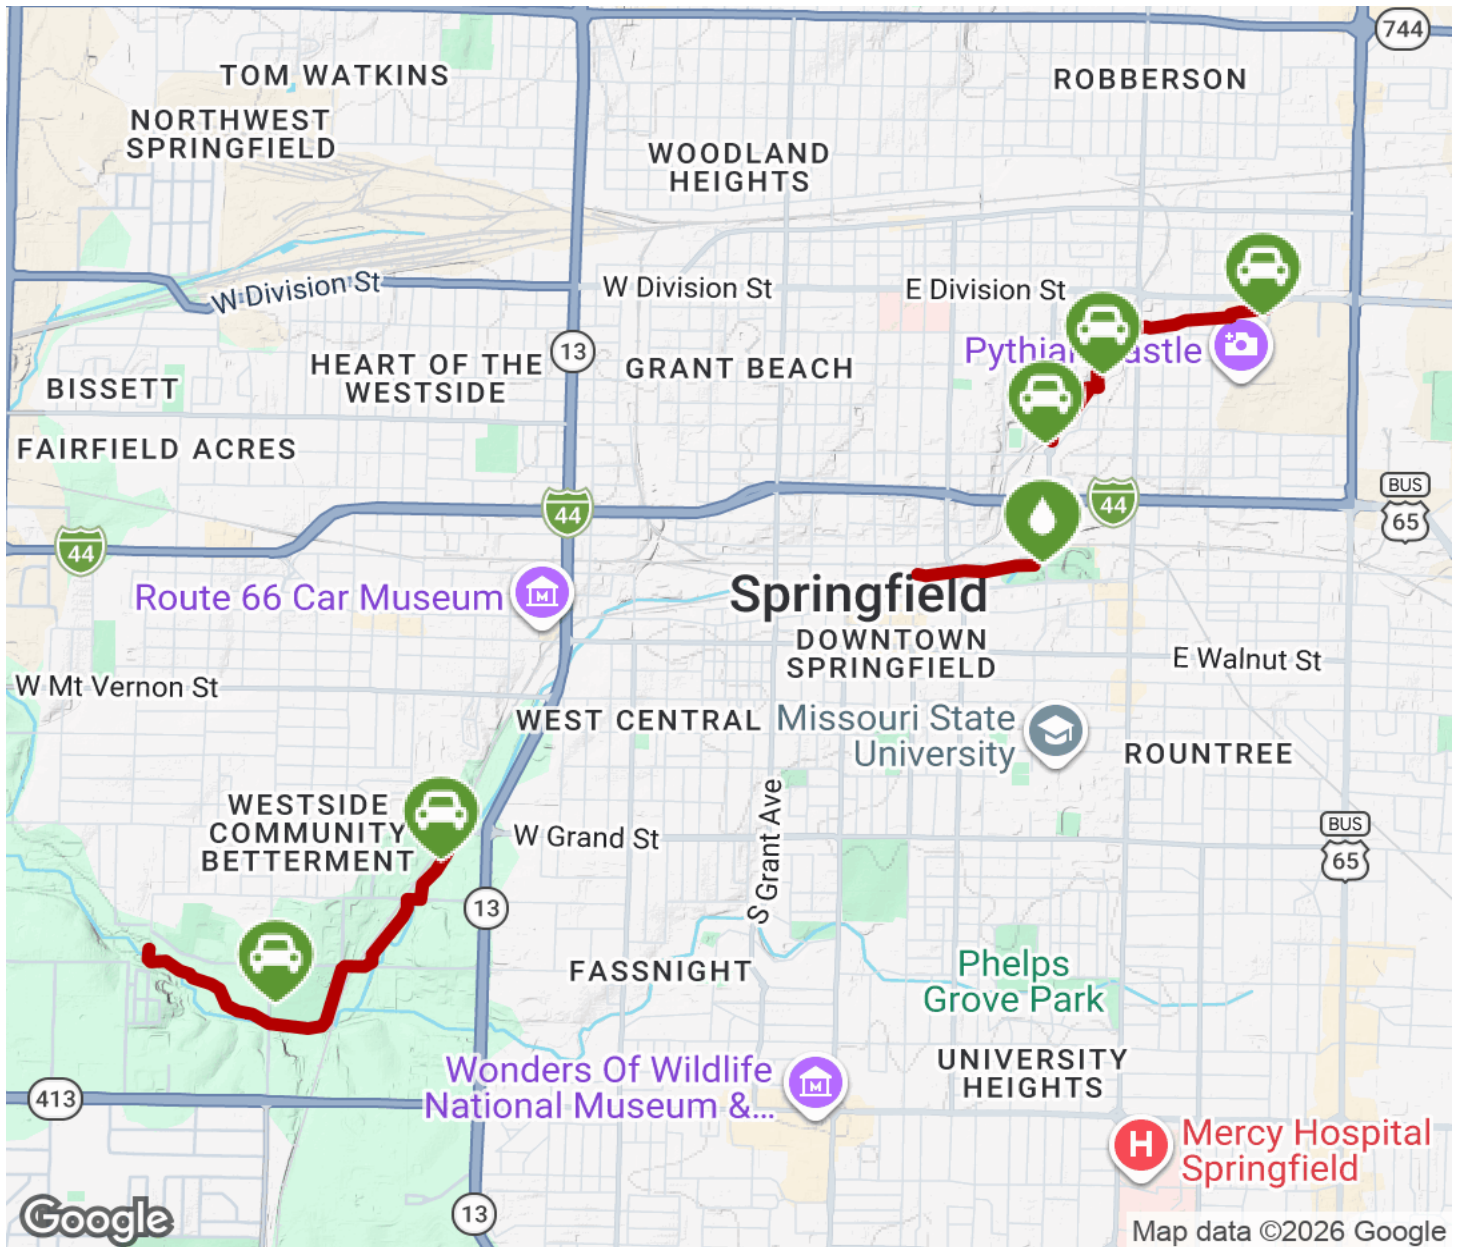 744
TOM WATKINS
ROBBERSON
NORTHWEST
SPRINGFIELD
WOODLAND
HEIGHTS
W Division St
W Division St
E Division St
13
Pythian Castle
HEART OF THE
WESTSIDE
GRANT BEACH
BISSETT
FAIRFIELD ACRES
BUS
65
44
44
44
Route 66 Car Museum
M
Springfield
DOWNTOWN
SPRINGFIELD
E Walnut St
W Mt Vernon St
WEST CENTRAL
Missouri State
University
ROUNTREE
WESTSIDE
COMMUNITY
BETTERMENT
W Grand St
S Grant Ave
BUS
65
13
FASSNIGHT
Phelps
Grove Park
Wonders Of Wildlife
National Museum &...
M
UNIVERSITY
HEIGHTS
413
H
Mercy Hospital
Springfield
13
Google
Map data ©2026 Google